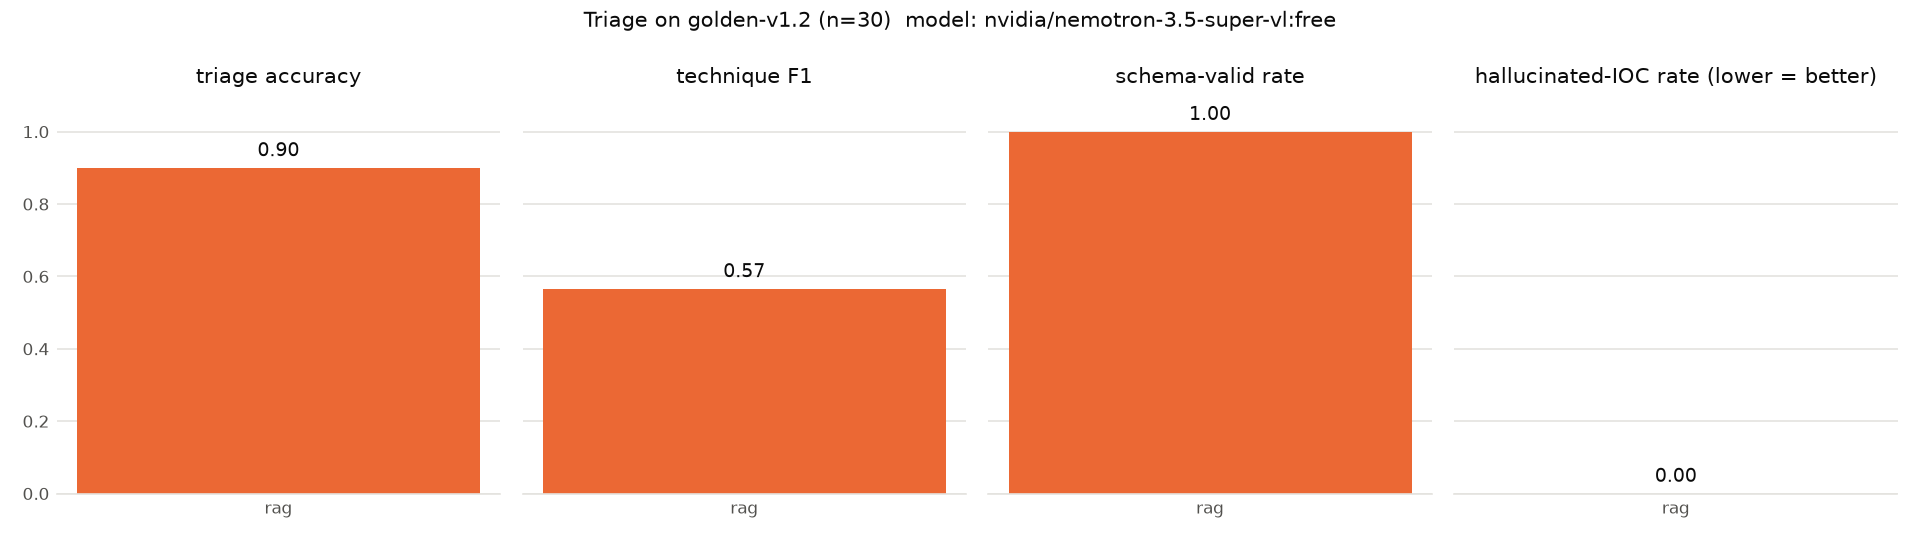 Triage on golden-v1.2 (n=30)  model: nvidia/nemotron-3.5-super-vl:free
triage accuracy
technique F1
schema-valid rate
hallucinated-IOC rate (lower = better)
1.0
0.8
0.6
0.4
0.2
0.0
0.90
0.57
1.00
0.00
rag
rag
rag
rag